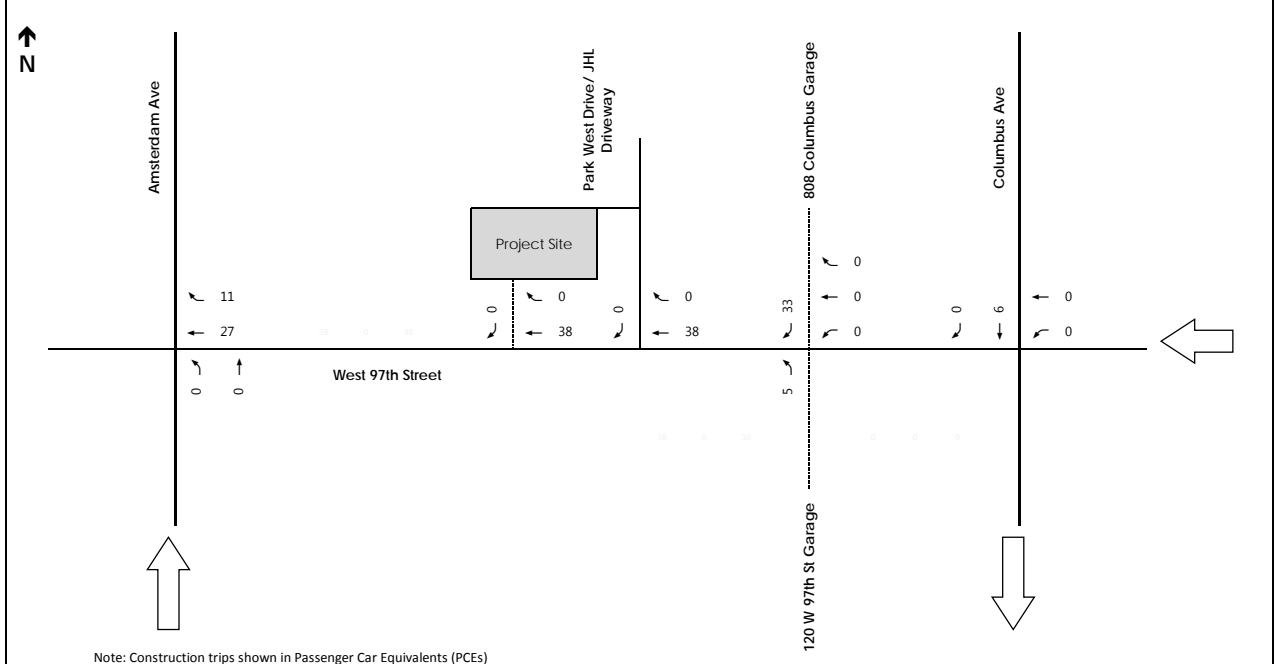 N
Amsterdam Ave
Park West Drive/ JHL
Driveway
808 Columbus Garage
Columbus Ave
Project Site
0
11
0
0
0
0
33
0
0
6
0
27
38
38
0
0
0
0
West 97th Street
5
120 W 97th St Garage
Note: Construction trips shown in Passenger Car Equivalents (PCEs)